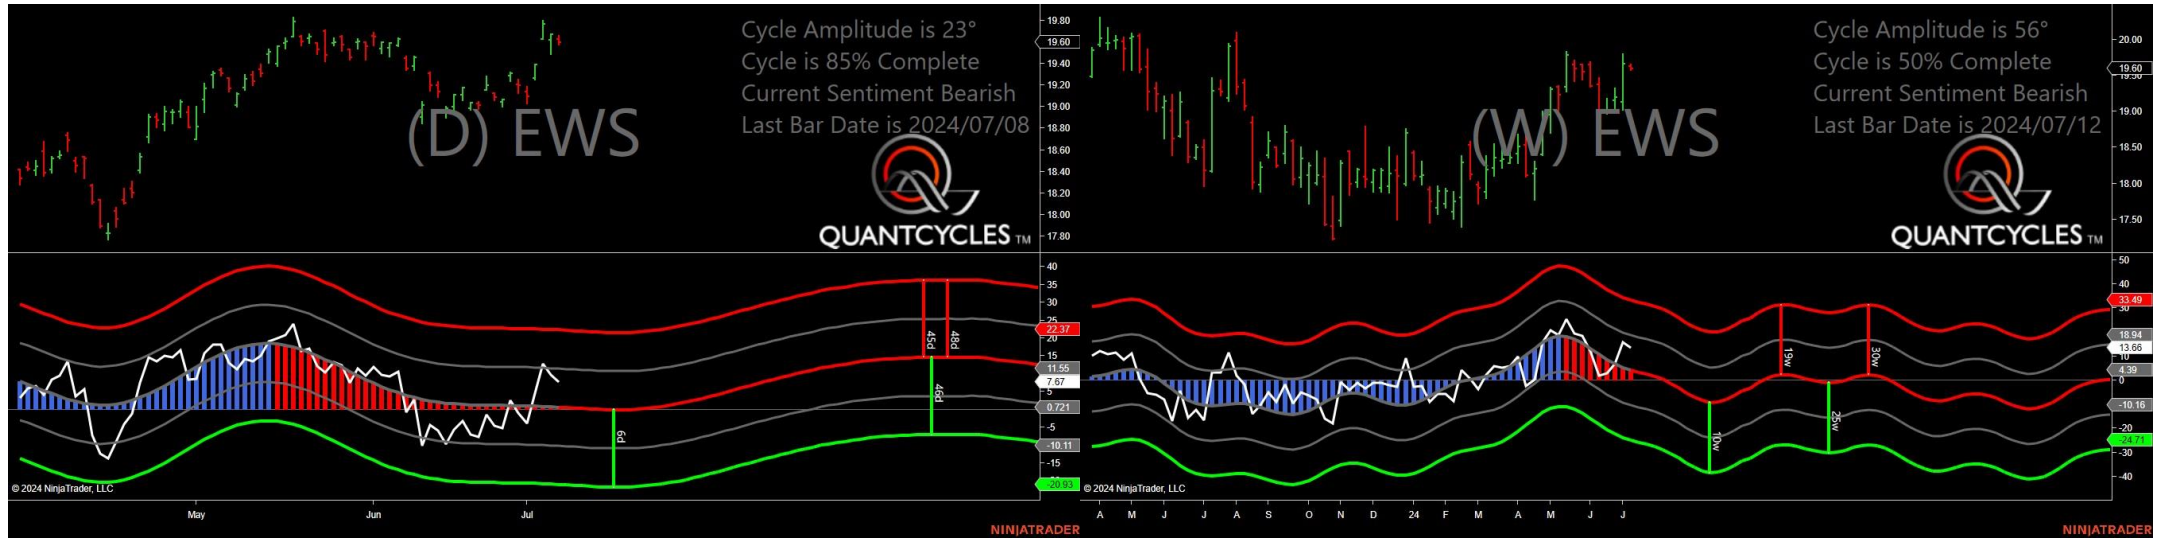 Cycle Amplitude is 23°
Cycle is 85% Complete
Current Sentiment Bearish
Last Bar Date is 2024/07/08
(D) EWS
QUANTCYCLES TM
19.80
19.60
19.40
19.20
19.00
18.80
18.60
18.40
18.20
18.00
17.80
40
35
30
25
22.37
20
15
11.55
7.67
5
0.721
-5
-10.11
-15
-20.93
45d
48d
46d
6d
© 2024 NinjaTrader, LLC
May
Jun
Jul
NINJATRADER
Cycle Amplitude is 56°
Cycle is 50% Complete
Current Sentiment Bearish
Last Bar Date is 2024/07/12
(W) EWS
QUANTCYCLES TM
20.00
19.60
19.50
19.00
18.50
18.00
17.50
50
40
33.49
30
18.94
13.66
10
4.39
0
-10.16
-20
-24.71
-30
-40
19w
30w
10w
25w
© 2024 NinjaTrader, LLC
A M J J A S O N D 24 F M A M J J
NINJATRADER